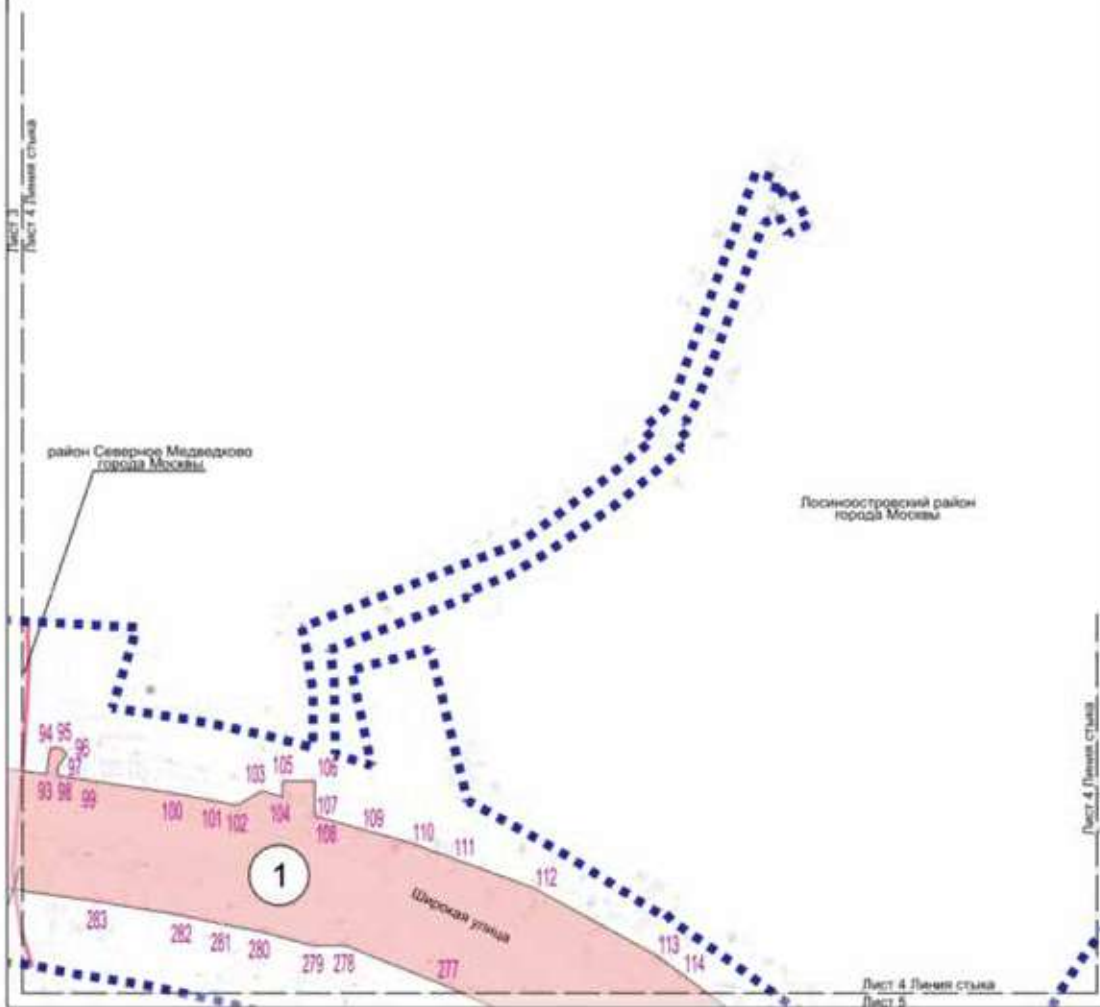 Лист 3
Лист 4 Линия стыка
район Северное Медведково
города Москвы
Лосиноостровский район
города Москвы
94 95
96
97
93 98 99
100
101
102
103
104
105
106
107
108
109
110
111
112
113
114
1
Широкая улица
283
282
281
280
279
278
277
Лист 4 Линия стыка
Лист 4 Линия стыка
Лист 5